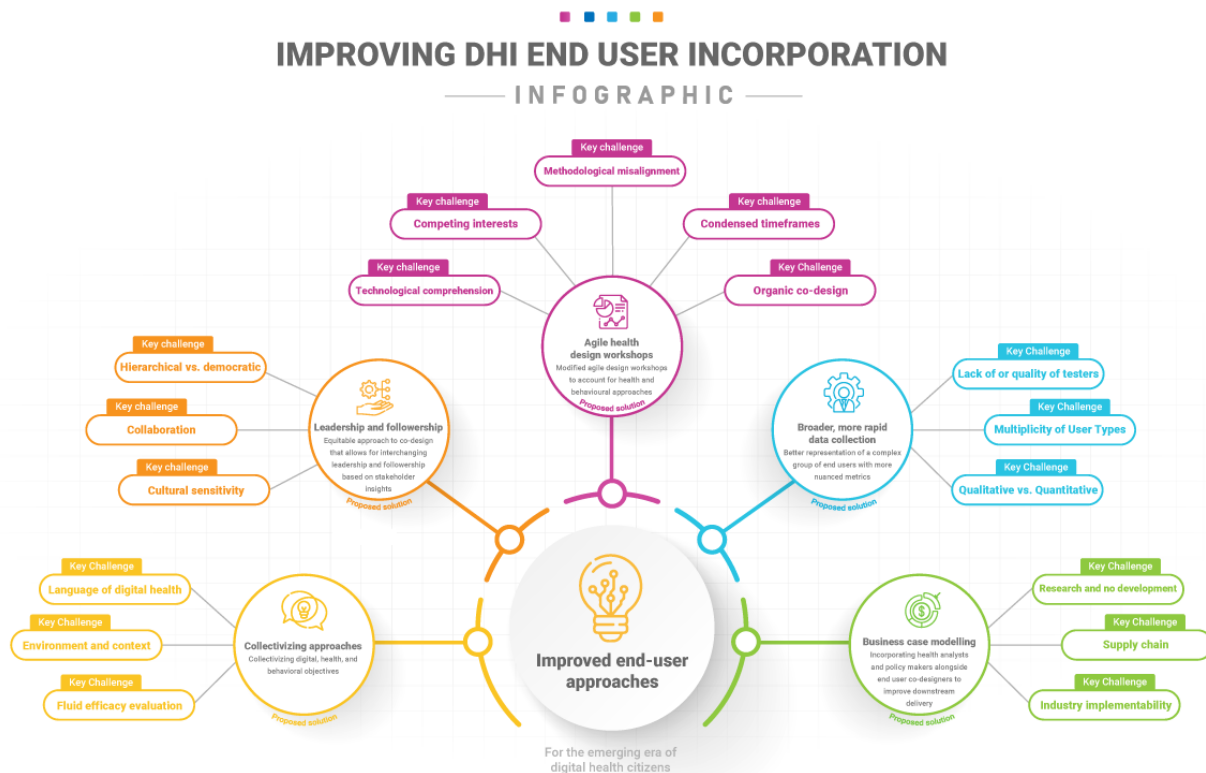 IMPROVING DHI END USER INCORPORATION
INFOGRAPHIC
Key challenge
Methodological misalignment
Key challenge
Competing interests
Key challenge
Condensed timeframes
Key challenge
Technological comprehension
Key Challenge
Organic co-design
Agile health
design workshops
Modified agile design workshops
to account for health and
behavioural approaches
Proposed solution
Key challenge
Hierarchical vs. democratic
Key challenge
Collaboration
Key challenge
Cultural sensitivity
Leadership and followership
Equitable approach to co-design
that allows for interchanging
leadership and followership
based on stakeholder
insights
Proposed solution
Key Challenge
Lack of or quality of testers
Key Challenge
Multiplicity of User Types
Key Challenge
Qualitative vs. Quantitative
Broader, more rapid
data collection
Better representation of a complex
group of end users with more
nuanced metrics
Proposed solution
Key Challenge
Language of digital health
Key Challenge
Environment and context
Key Challenge
Fluid efficacy evaluation
Collectivizing approaches
Collectivizing digital, health, and
behavioral objectives
Proposed solution
Key Challenge
Research and no development
Key Challenge
Supply chain
Key Challenge
Industry implementability
Business case modelling
Incorporating health analysts
and policy makers alongside
end user co-designers to
improve downstream
delivery
Proposed solution
Improved end-user
approaches
For the emerging era of
digital health citizens